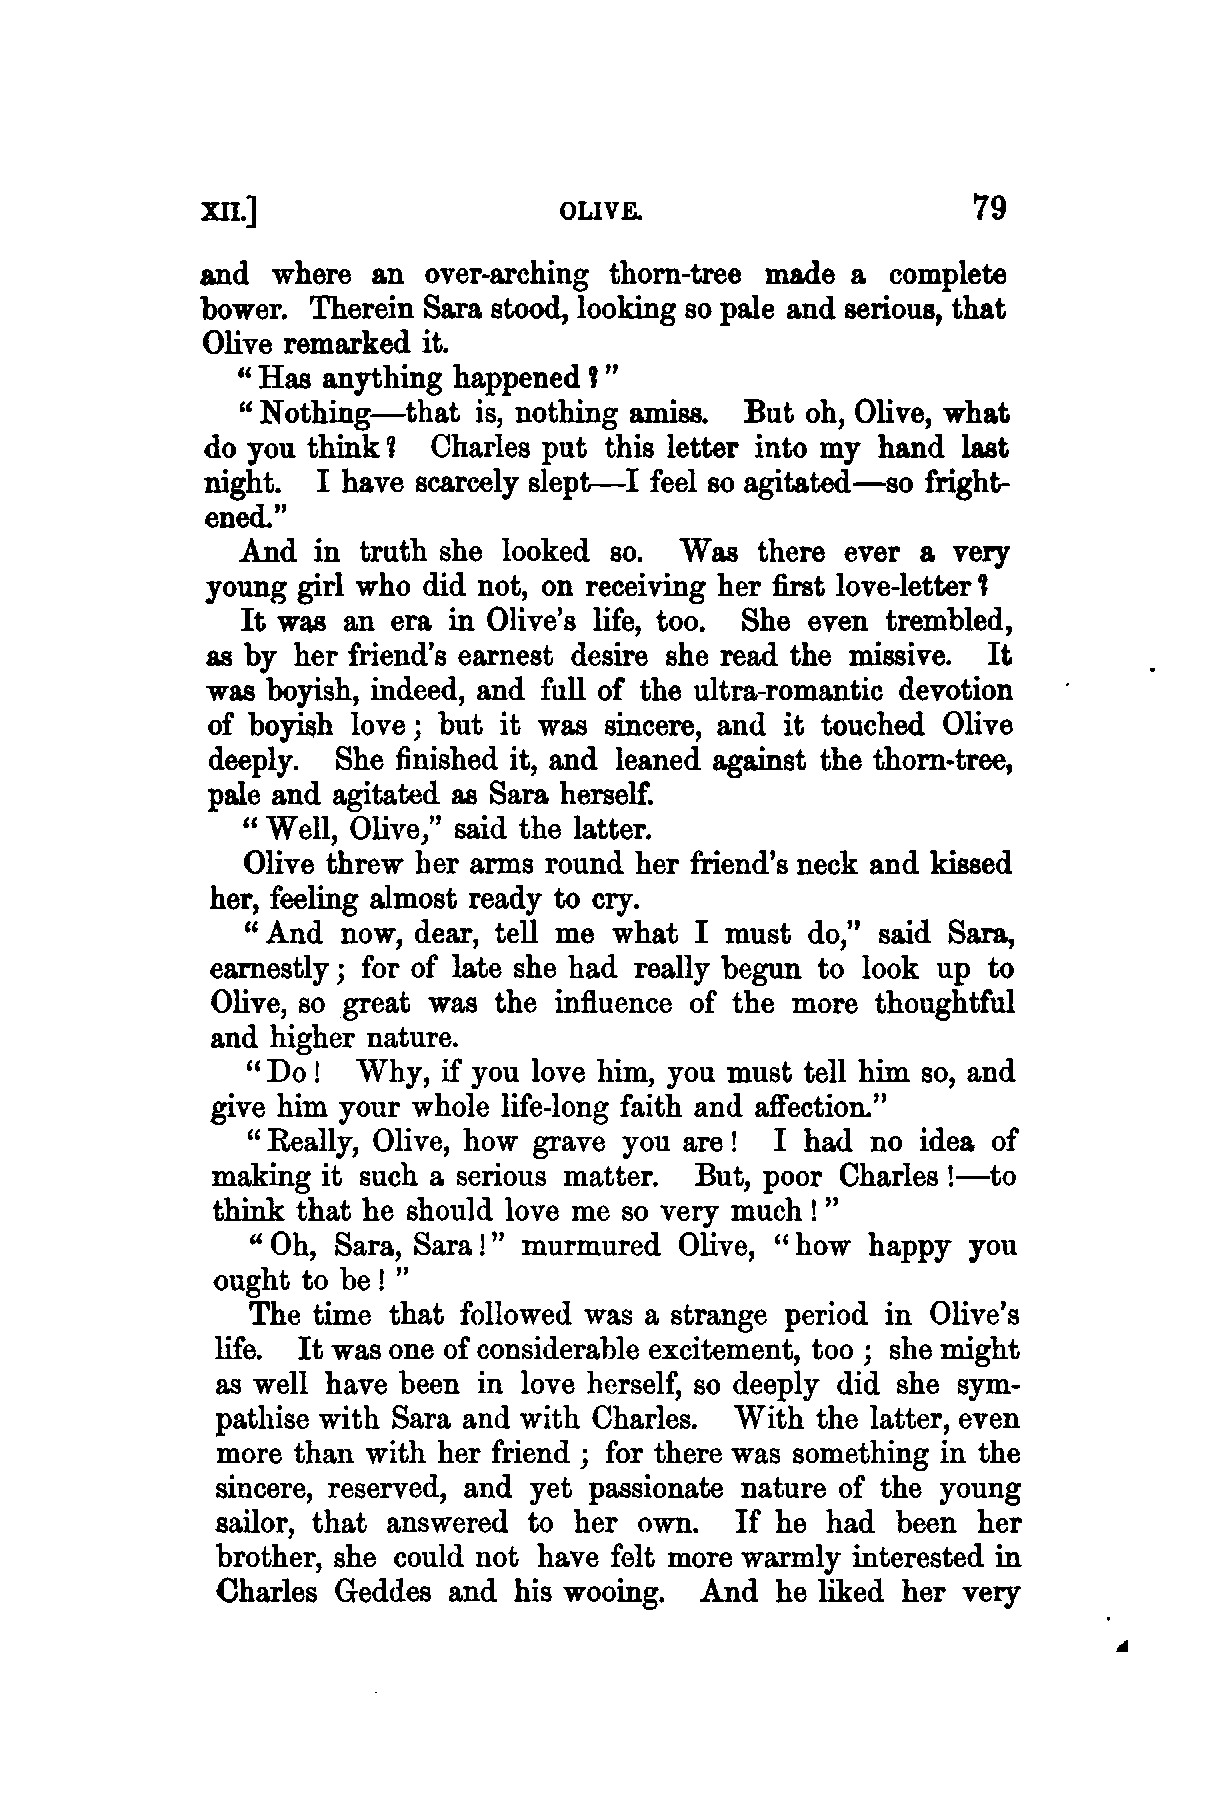 XII.] OLIVE. 79
and where an over-arching thorn-tree made a complete
bower. Therein Sara stood, looking so pale and serious, that
Olive remarked it.
“Has anything happened?”
“Nothing—that is, nothing amiss. But oh, Olive, what
do you think? Charles put this letter into my hand last
night. I have scarcely slept—I feel so agitated—so fright-
ened.”
And in truth she looked so. Was there ever a very
young girl who did not, on receiving her first love-letter?
It was an era in Olive’s life, too. She even trembled,
as by her friend’s earnest desire she read the missive. It
was boyish, indeed, and full of the ultra-romantic devotion
of boyish love; but it was sincere, and it touched Olive
deeply. She finished it, and leaned against the thorn-tree,
pale and agitated as Sara herself.
“Well, Olive,” said the latter.
Olive threw her arms round her friend’s neck and kissed
her, feeling almost ready to cry.
“And now, dear, tell me what I must do,” said Sara,
earnestly; for of late she had really begun to look up to
Olive, so great was the influence of the more thoughtful
and higher nature.
“Do! Why, if you love him, you must tell him so, and
give him your whole life-long faith and affection.”
“Really, Olive, how grave you are! I had no idea of
making it such a serious matter. But, poor Charles!—to
think that he should love me so very much!”
“Oh, Sara, Sara!” murmured Olive, “how happy you
ought to be!”
The time that followed was a strange period in Olive’s
life. It was one of considerable excitement, too; she might
as well have been in love herself, so deeply did she sym-
pathise with Sara and with Charles. With the latter, even
more than with her friend; for there was something in the
sincere, reserved, and yet passionate nature of the young
sailor, that answered to her own. If he had been her
brother, she could not have felt more warmly interested in
Charles Geddes and his wooing. And he liked her very